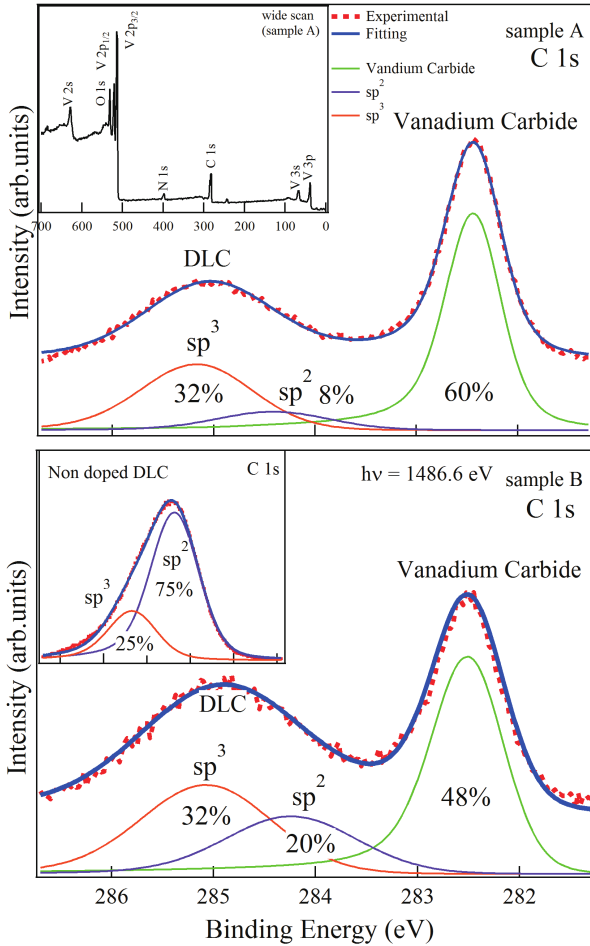 wide scan
(sample A)
V 2s
O 1s
V 2p1/2
V 2p3/2
N 1s
C 1s
V 3s
V 3p
700 600 500 400 300 200 100 0
Experimental
Fitting
Vandium Carbide
sp2
sp3
sample A
C 1s
Vanadium Carbide
DLC
sp3
32%
sp2
8%
60%
Intensity (arb.units)
Non doped DLC
C 1s
sp3
sp2
75%
25%
hν = 1486.6 eV
sample B
C 1s
Vanadium Carbide
DLC
sp3
32%
sp2
20%
48%
Intensity (arb.units)
286 285 284 283 282
Binding Energy (eV)